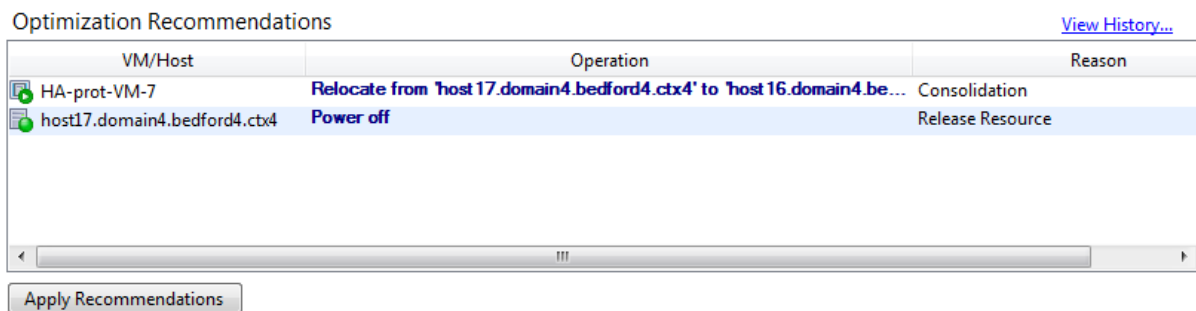 Optimization Recommendations View History...
VM/Host Operation Reason
HA-prot-VM-7 Relocate from 'host17.domain4.bedford4.ctx4' to 'host16.domain4.be... Consolidation
host17.domain4.bedford4.ctx4 Power off Release Resource
Apply Recommendations